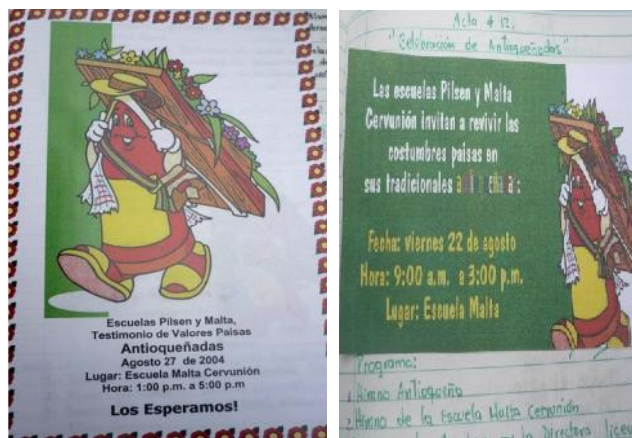 Escuelas Pilsen y Malta,
Testimonio de Valores Paisas
Antioqueñadas
Agosto 27 de 2004
Lugar: Escuela Malta Cervunión
Hora: 1:00 p.m. a 5:00 p.m
Los Esperamos!
Acta # 12.
"Celebración de Antioqueñadas"
Las escuelas Pilsen y Malta
Cervunión invitan a revivir las
costumbres paisas en
sus tradicionales
Fecha: viernes 22 de agosto
Hora: 9:00 a.m. a 3:00 p.m.
Lugar: Escuela Malta
Programa:
Himno Antioqueño
Himno de la Escuela Malta Cervunión
la Directora